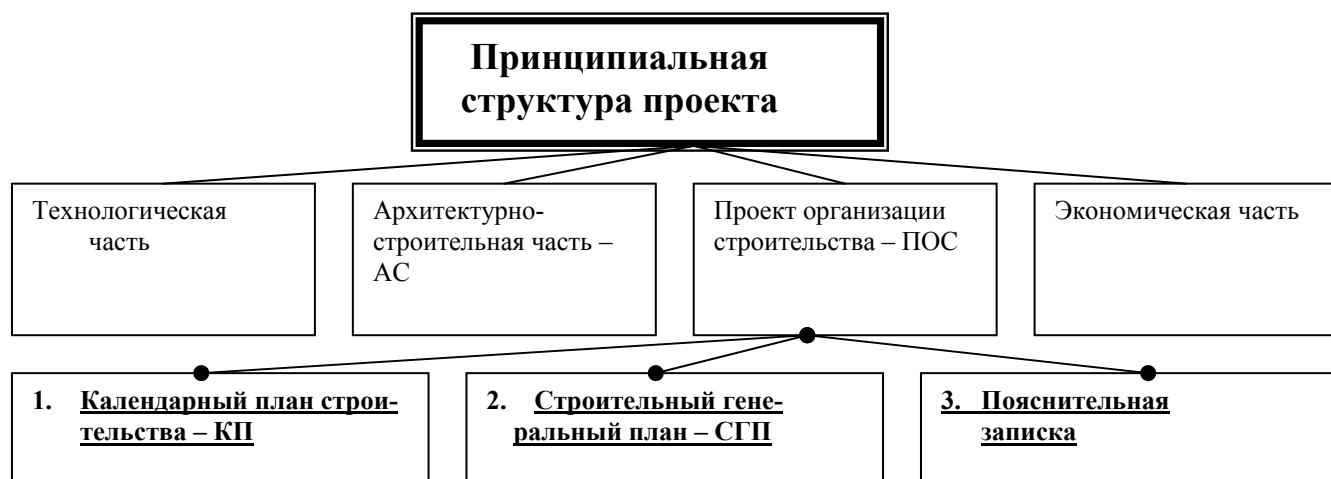 Принципиальная
структура проекта
Технологическая
часть
Архитектурно-
строительная часть –
АС
Проект организации
строительства – ПОС
Экономическая часть
1. Календарный план строи-
тельства – КП
2. Строительный гене-
ральный план – СГП
3. Пояснительная
записка